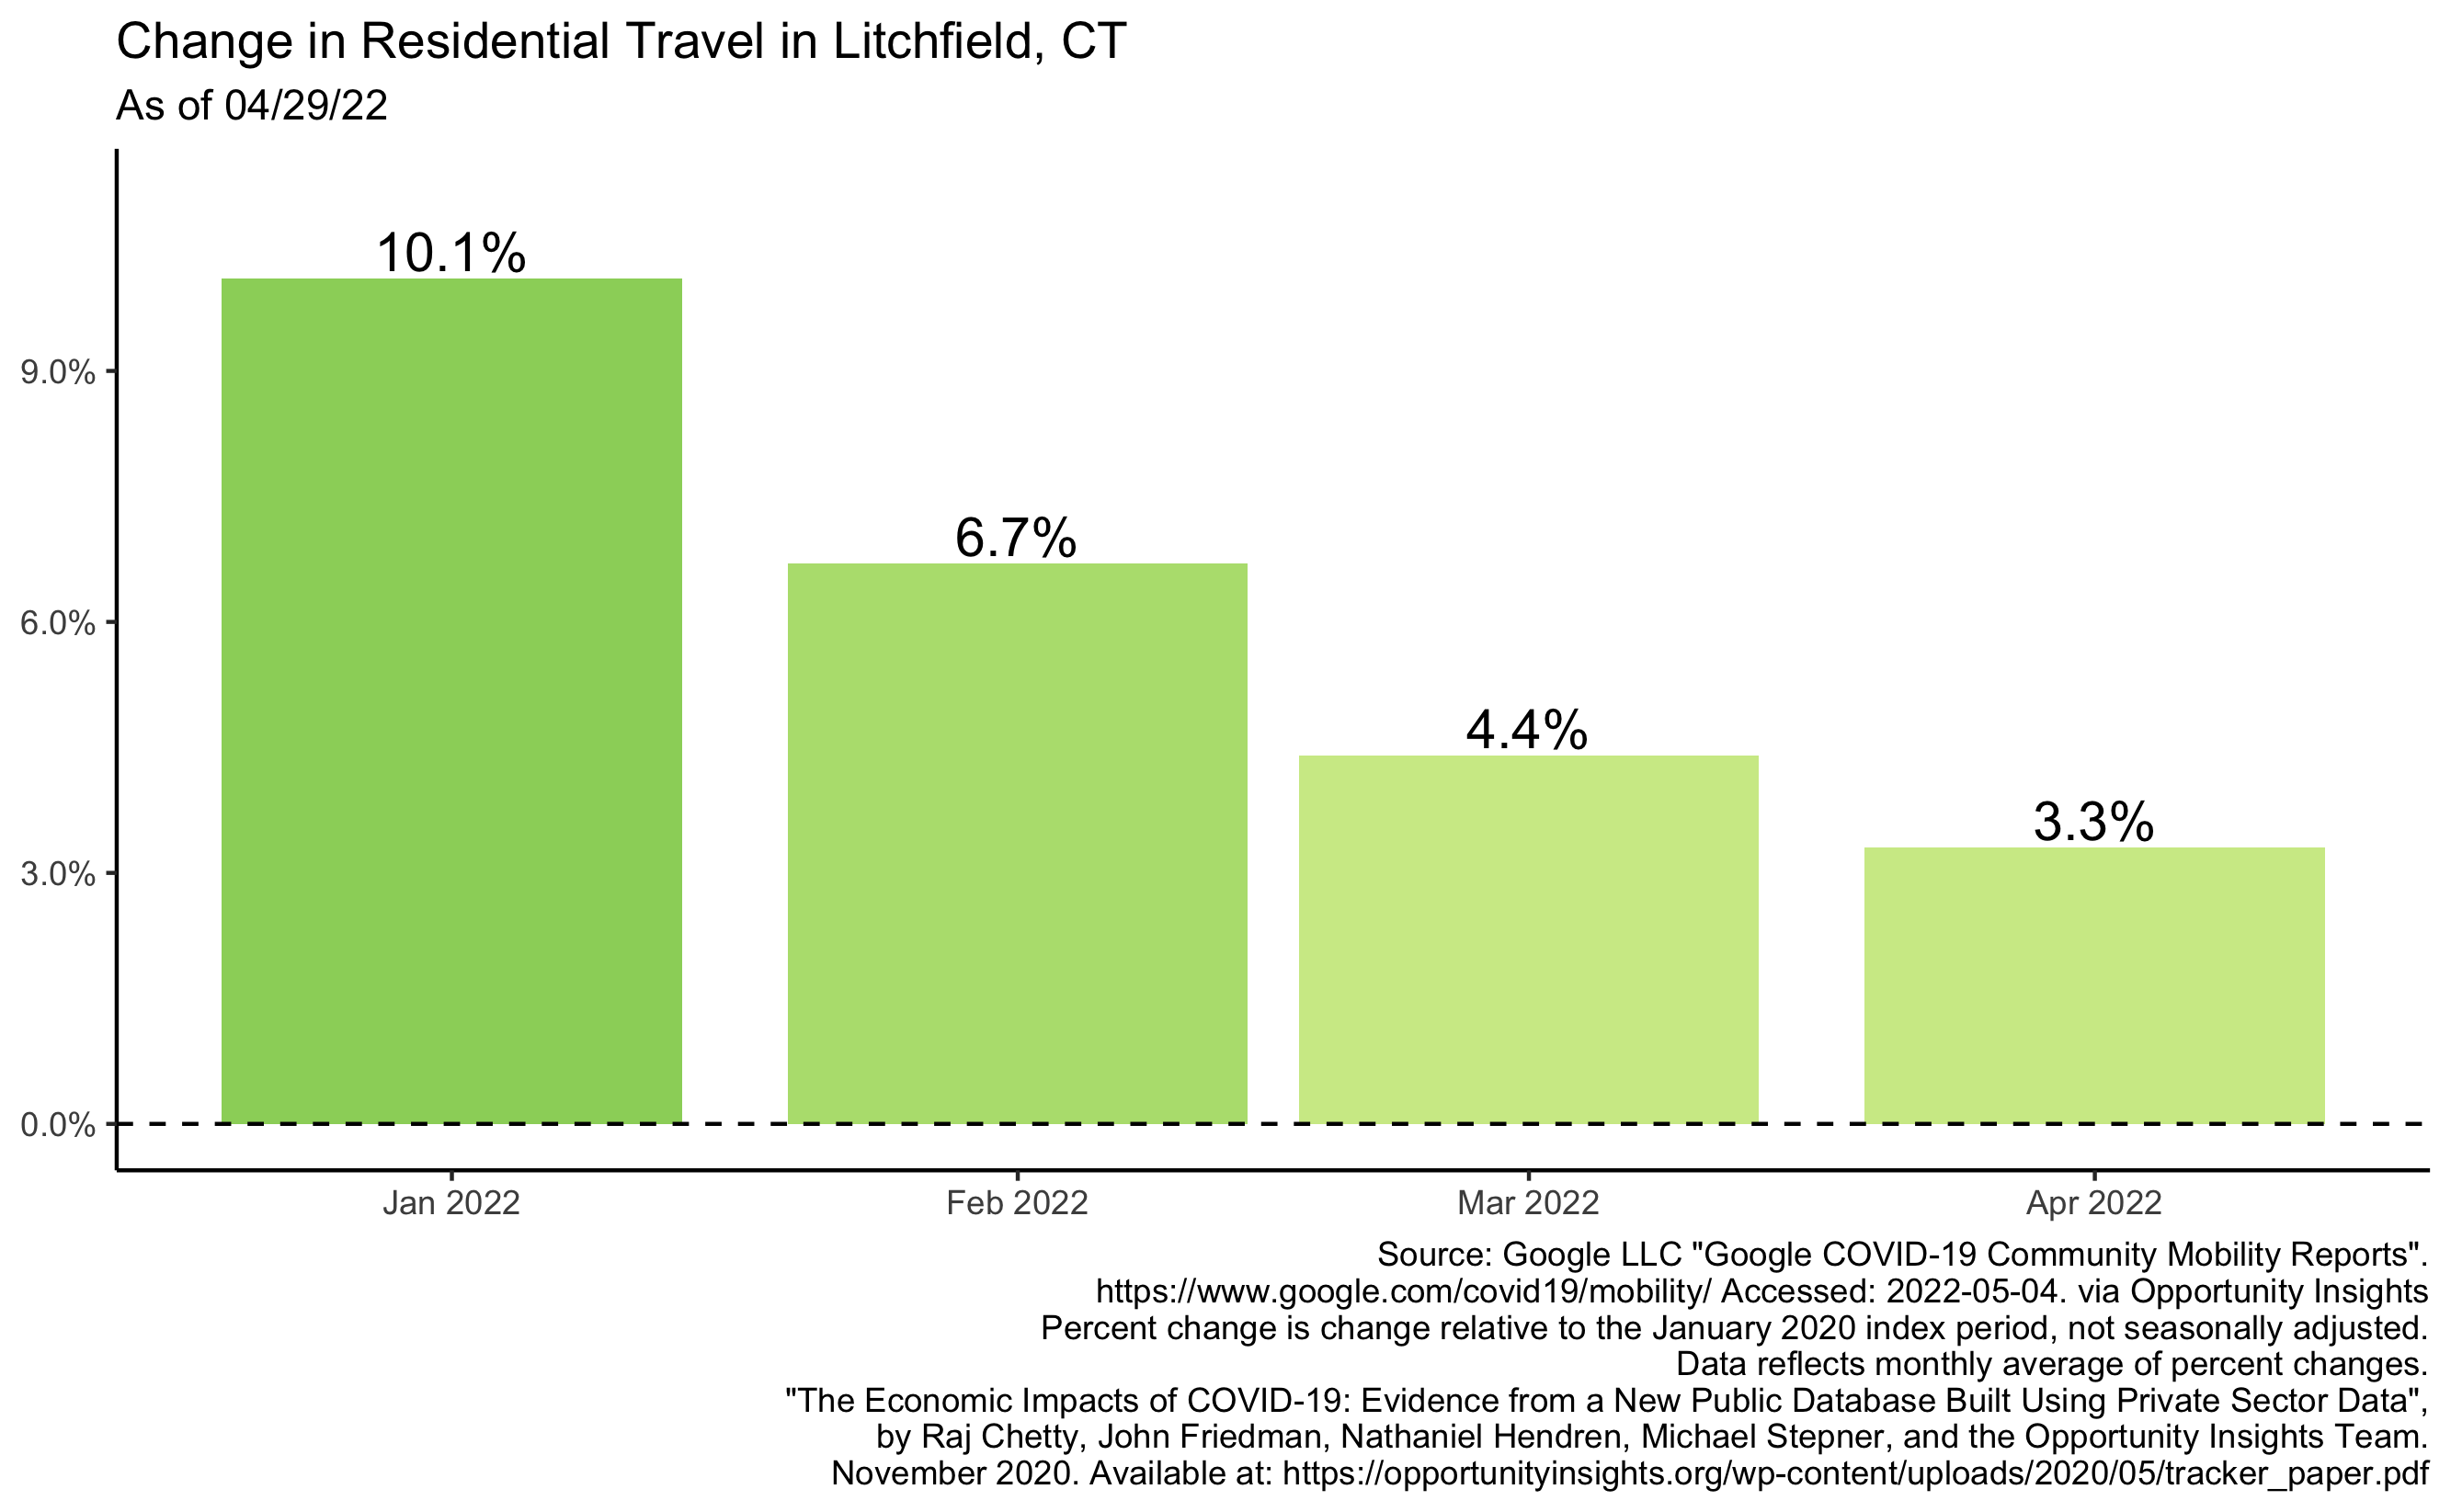 Change in Residential Travel in Litchfield, CT
As of 04/29/22
10.1%
6.7%
4.4%
3.3%
9.0%
6.0%
3.0%
0.0%
Jan 2022
Feb 2022
Mar 2022
Apr 2022
Source: Google LLC "Google COVID-19 Community Mobility Reports".
https://www.google.com/covid19/mobility/ Accessed: 2022-05-04. via Opportunity Insights
Percent change is change relative to the January 2020 index period, not seasonally adjusted.
Data reflects monthly average of percent changes.
"The Economic Impacts of COVID-19: Evidence from a New Public Database Built Using Private Sector Data",
by Raj Chetty, John Friedman, Nathaniel Hendren, Michael Stepner, and the Opportunity Insights Team.
November 2020. Available at: https://opportunityinsights.org/wp-content/uploads/2020/05/tracker_paper.pdf